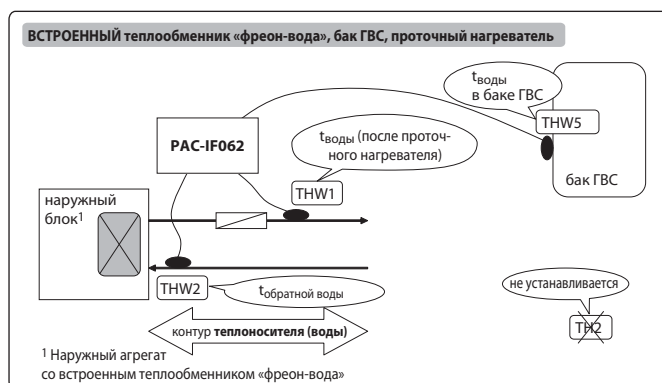 ВСТРОЕННЫЙ теплообменник «фреон-вода», бак ГВС, проточный нагреватель
tводы
в баке ГВС
THW5
бак ГВС
PAC-IF062
tводы (после проточ-
ного нагревателя)
THW1
наружный
блок1
THW2
tобратной воды
не устанавливается
TH2
контур теплоносителя (воды)
1 Наружный агрегат
со встроенным теплообменником «фреон-вода»